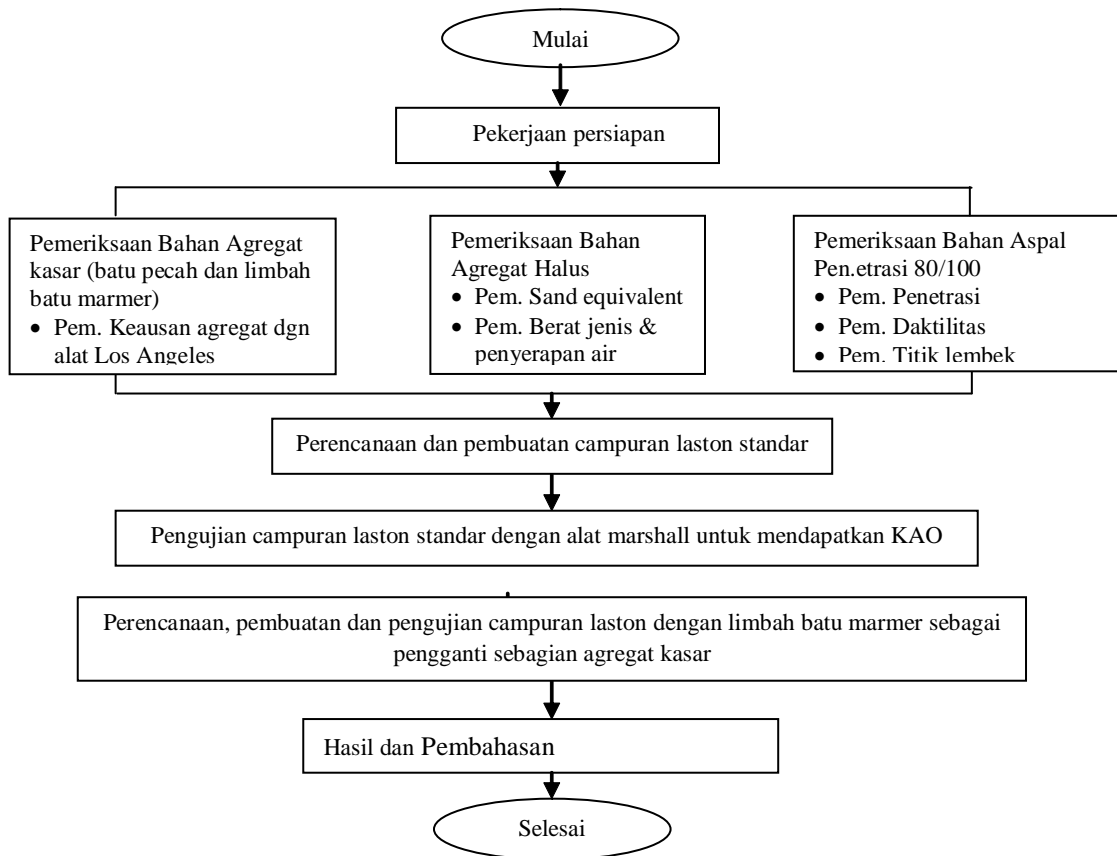 Mulai
Pekerjaan persiapan
Pemeriksaan Bahan Agregat
kasar (batu pecah dan limbah
batu marmer)
• Pem. Keausan agregat dgn
alat Los Angeles
Pemeriksaan Bahan
Agregat Halus
• Pem. Sand equivalent
• Pem. Berat jenis &
penyerapan air
Pemeriksaan Bahan Aspal
Pen.etrasi 80/100
• Pem. Penetrasi
• Pem. Daktilitas
• Pem. Titik lembek
Perencanaan dan pembuatan campuran laston standar
Pengujian campuran laston standar dengan alat marshall untuk mendapatkan KAO
Perencanaan, pembuatan dan pengujian campuran laston dengan limbah batu marmer sebagai
pengganti sebagian agregat kasar
Hasil dan Pembahasan
Selesai